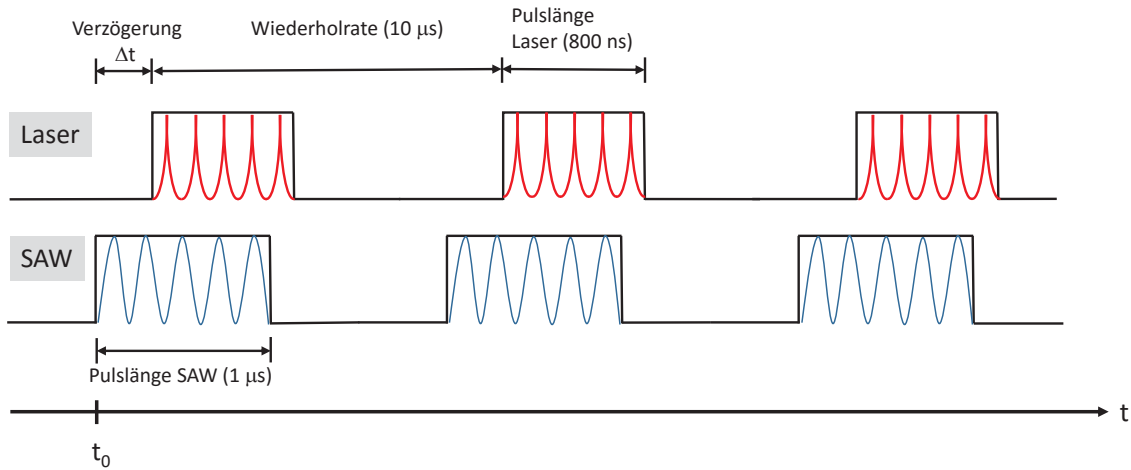 Verzögerung
Δt
Wiederholrate (10 μs)
Pulslänge
Laser (800 ns)
Laser
SAW
Pulslänge SAW (1 μs)
t
t₀